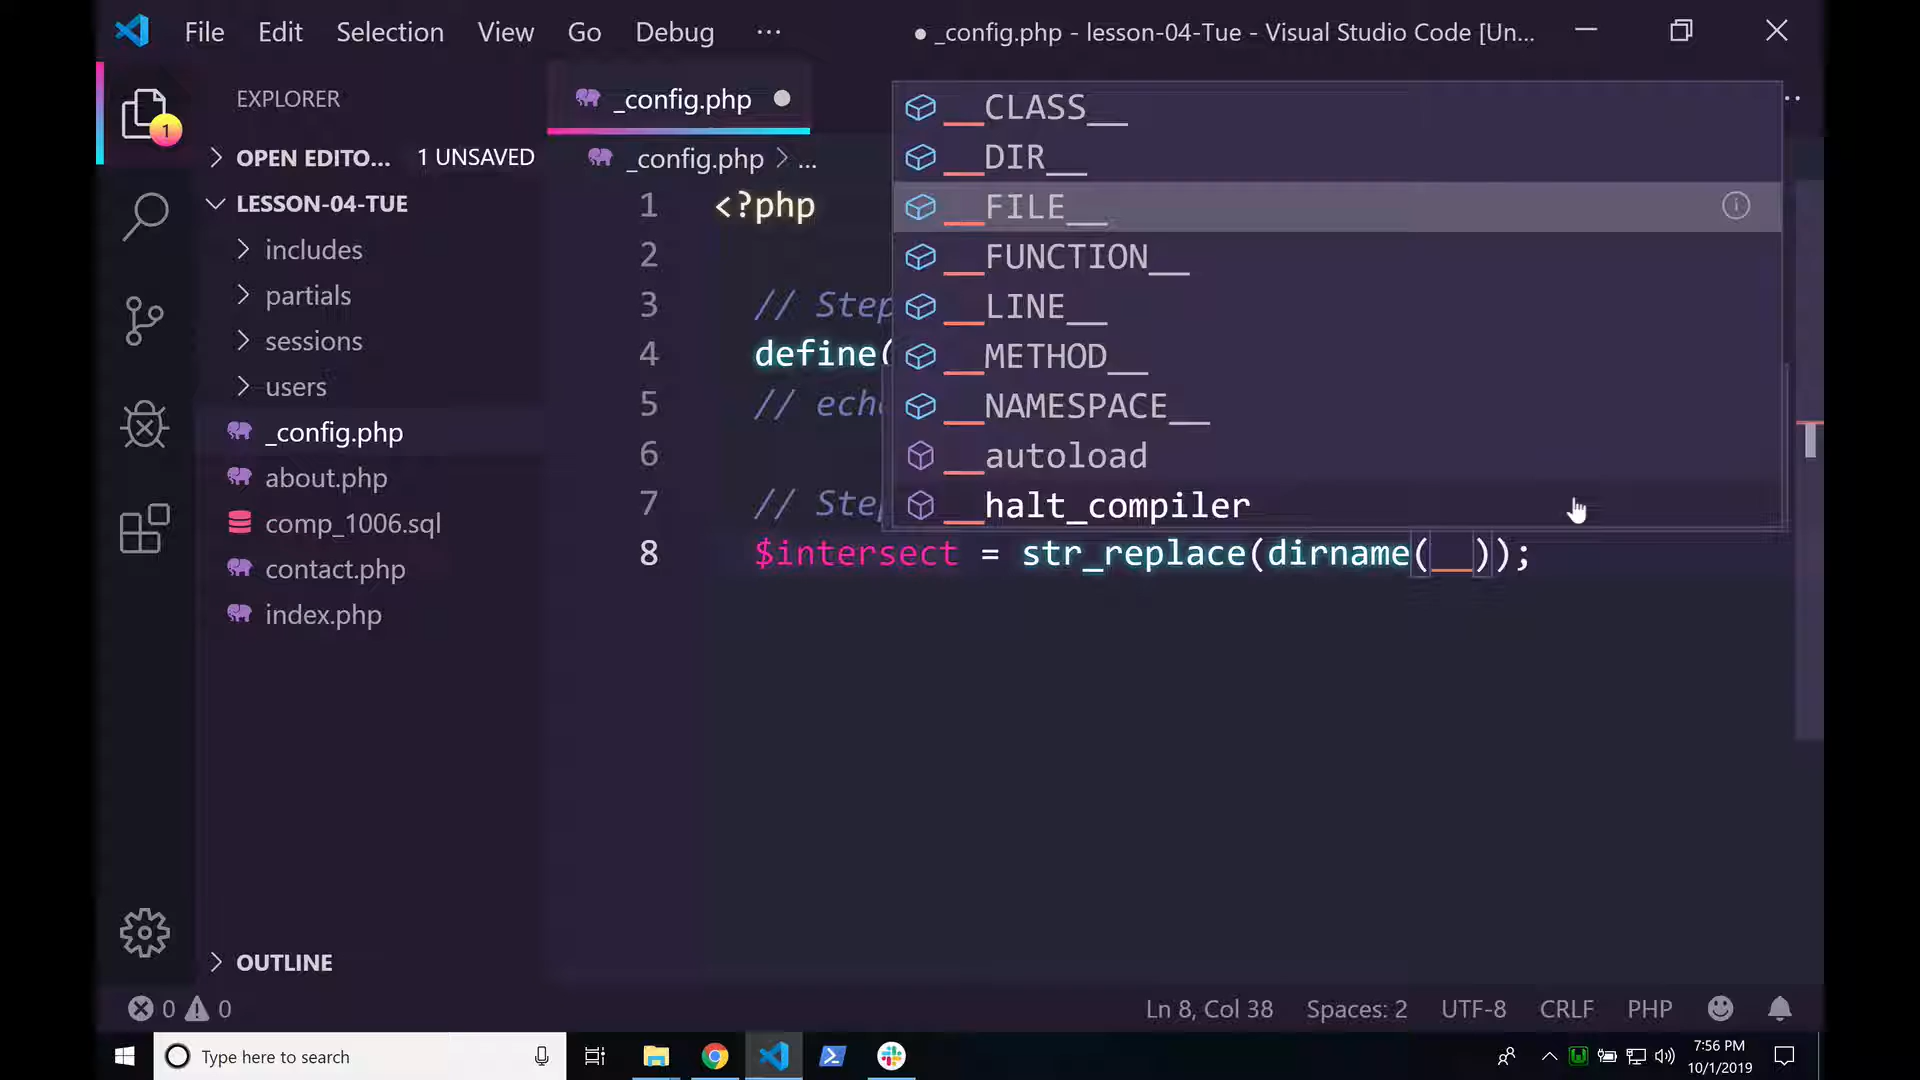 File Edit Selection View Go Debug ... ● _config.php - lesson-04-Tue - Visual Studio Code [Un...
EXPLORER
1
_config.php
OPEN EDITO... 1 UNSAVED
_config.php > ...
LESSON-04-TUE
includes
partials
sessions
users
_config.php
about.php
comp_1006.sql
contact.php
index.php
OUTLINE
1 <?php
2
3 // Step
4 define(
5 // ech
6
7 // Step
8 $intersect = str_replace(dirname(__));
__CLASS__
__DIR__
__FILE__
__FUNCTION__
__LINE__
__METHOD__
__NAMESPACE__
__autoload
__halt_compiler
0 0 Ln 8, Col 38 Spaces: 2 UTF-8 CRLF PHP
Type here to search
7:56 PM
10/1/2019